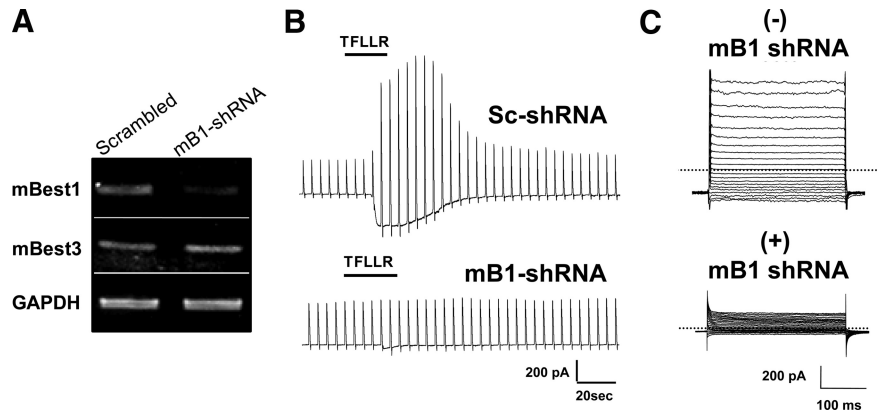 A
Scrambled
mB1-shRNA
mBest1
mBest3
GAPDH
B
TFLLR
Sc-shRNA
TFLLR
mB1-shRNA
200 pA
20sec
C
(-)
mB1 shRNA
(+)
mB1 shRNA
200 pA
100 ms